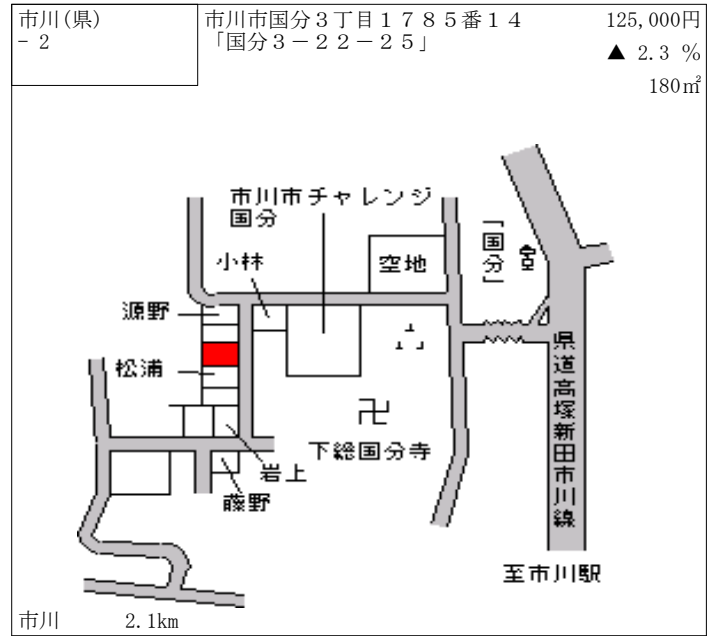 市川(県)
- 2
市川市国分３丁目１７８５番１４
「国分３－２２－２５」
125,000円
▲ 2.3 %
180㎡
市川市チャレンジ
国分
小林
空地
「国分」
源野
松浦
卍
下総国分寺
岩上
藤野
県道高塚新田市川線
至市川駅
市川 2.1km